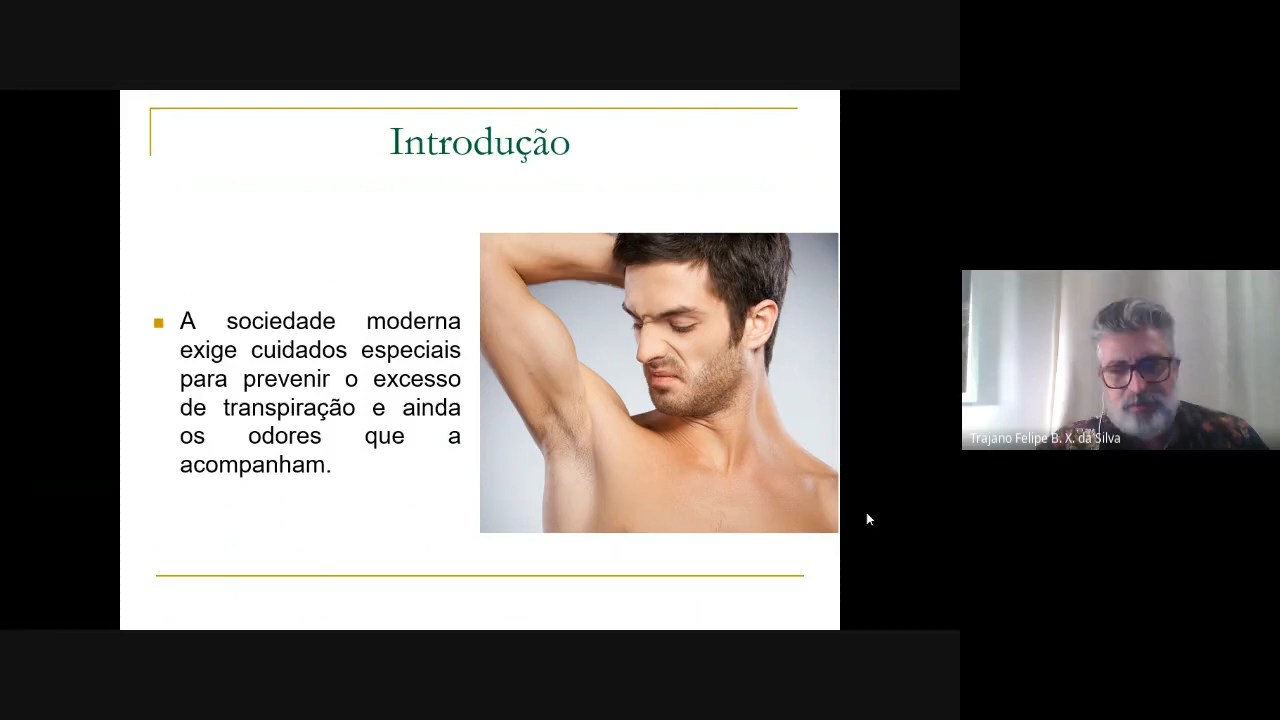 Introdução
A sociedade moderna
exige cuidados especiais
para prevenir o excesso
de transpiração e ainda
os odores que a
acompanham.
Trajano Felipe B. X. da Silva